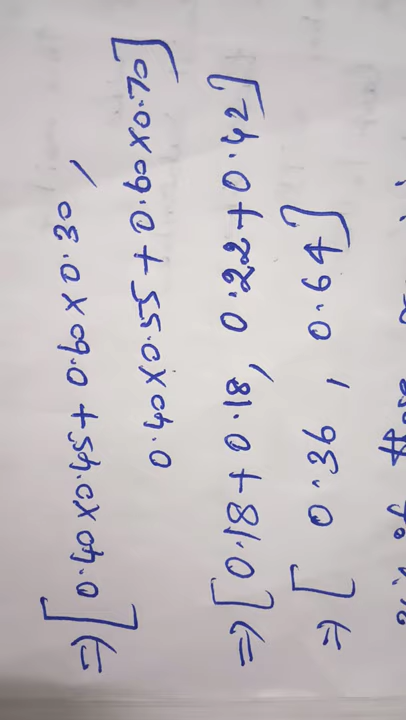 ⇒ [0.40×0.45+0.60×0.30,
0.40×0.55+0.60×0.70]
⇒ [0.18+0.18, 0.22+0.42]
⇒ [0.36, 0.64]